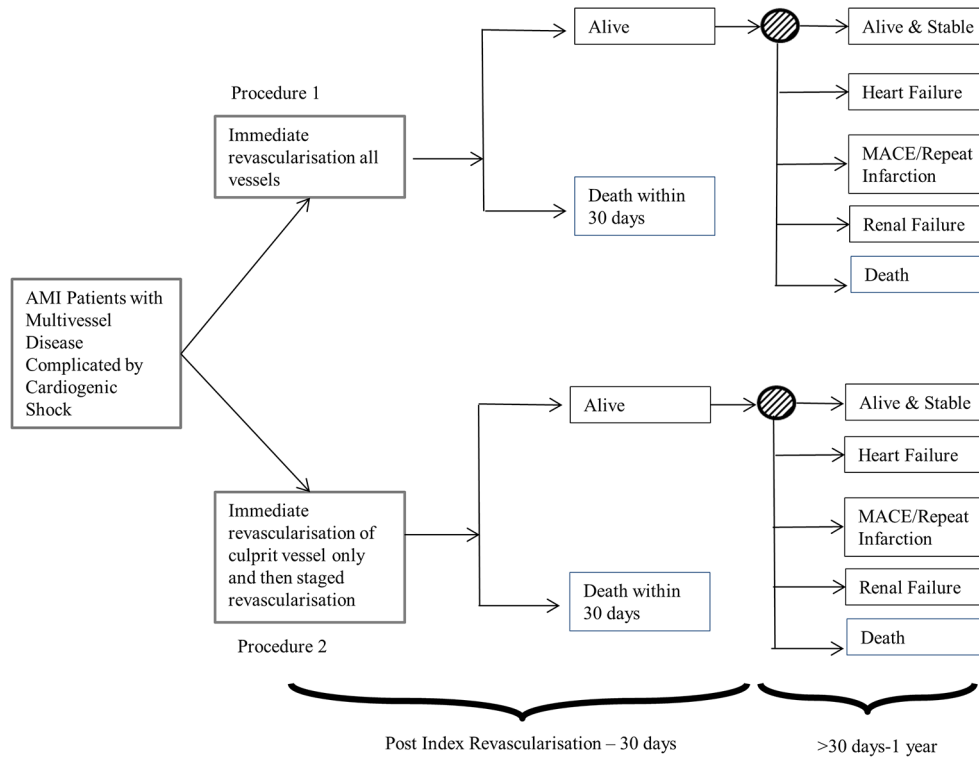 Procedure 1
Immediate
revascularisation all
vessels
Alive
Death within
30 days
Alive & Stable
Heart Failure
MACE/Repeat
Infarction
Renal Failure
Death
AMI Patients with
Multivessel
Disease
Complicated by
Cardiogenic
Shock
Immediate
revascularisation of
culprit vessel only
and then staged
revascularisation
Procedure 2
Alive
Death within
30 days
Alive & Stable
Heart Failure
MACE/Repeat
Infarction
Renal Failure
Death
Post Index Revascularisation – 30 days
>30 days-1 year